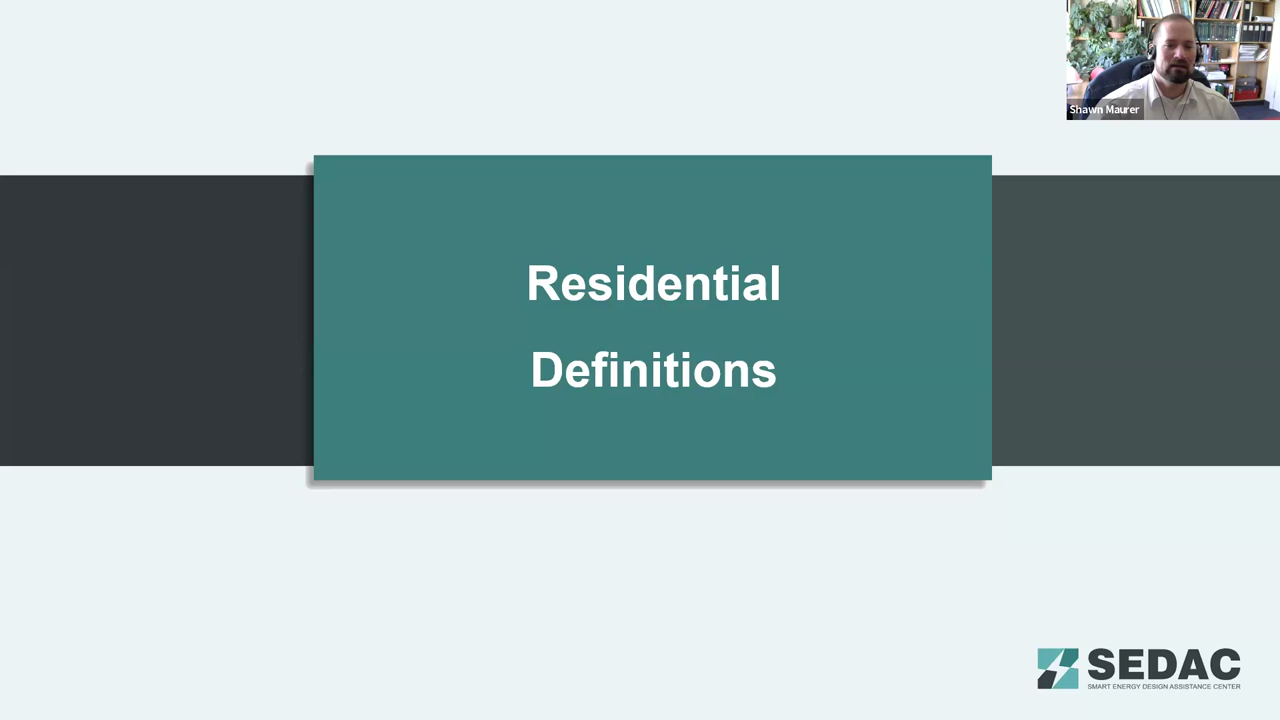 Shawn Maurer
Residential
Definitions
SEDAC
SMART ENERGY DESIGN ASSISTANCE CENTER